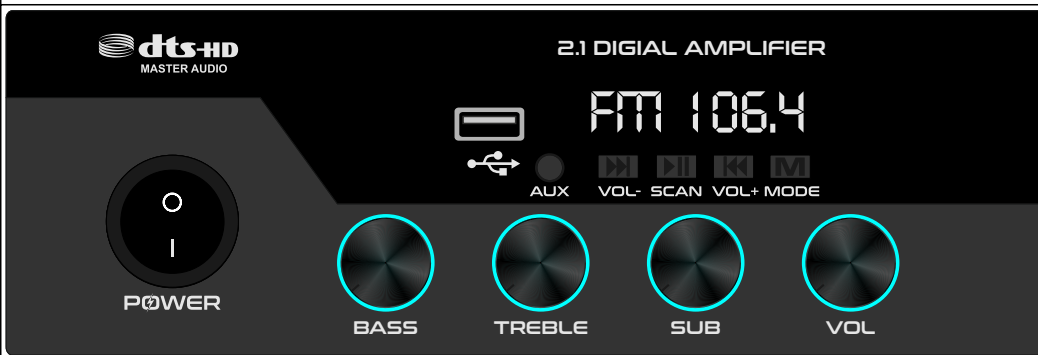 dts-HD
MASTER AUDIO
2.1 DIGIAL AMPLIFIER
FM 106.4
AUX
VOL- SCAN VOL+ MODE
M
POWER
BASS TREBLE SUB VOL